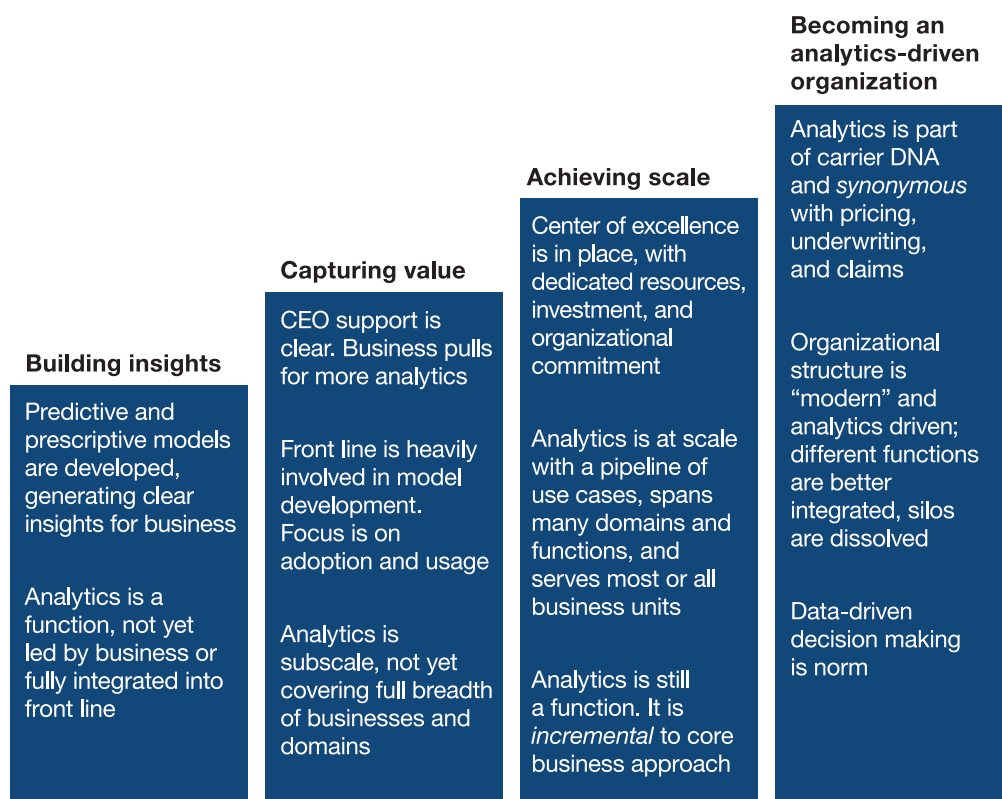 Building insights
Predictive and
prescriptive models
are developed,
generating clear
insights for business
Analytics is a
function, not yet
led by business or
fully integrated into
front line
Capturing value
CEO support is
clear. Business pulls
for more analytics
Front line is heavily
involved in model
development.
Focus is on
adoption and usage
Analytics is
subscale, not yet
covering full breadth
of businesses and
domains
Achieving scale
Center of excellence
is in place, with
dedicated resources,
investment, and
organizational
commitment
Analytics is at scale
with a pipeline of
use cases, spans
many domains and
functions, and
serves most or all
business units
Analytics is still
a function. It is
incremental to core
business approach
Becoming an
analytics-driven
organization
Analytics is part
of carrier DNA
and synonymous
with pricing,
underwriting,
and claims
Organizational
structure is
“modern” and
analytics driven;
different functions
are better
integrated, silos
are dissolved
Data-driven
decision making
is norm